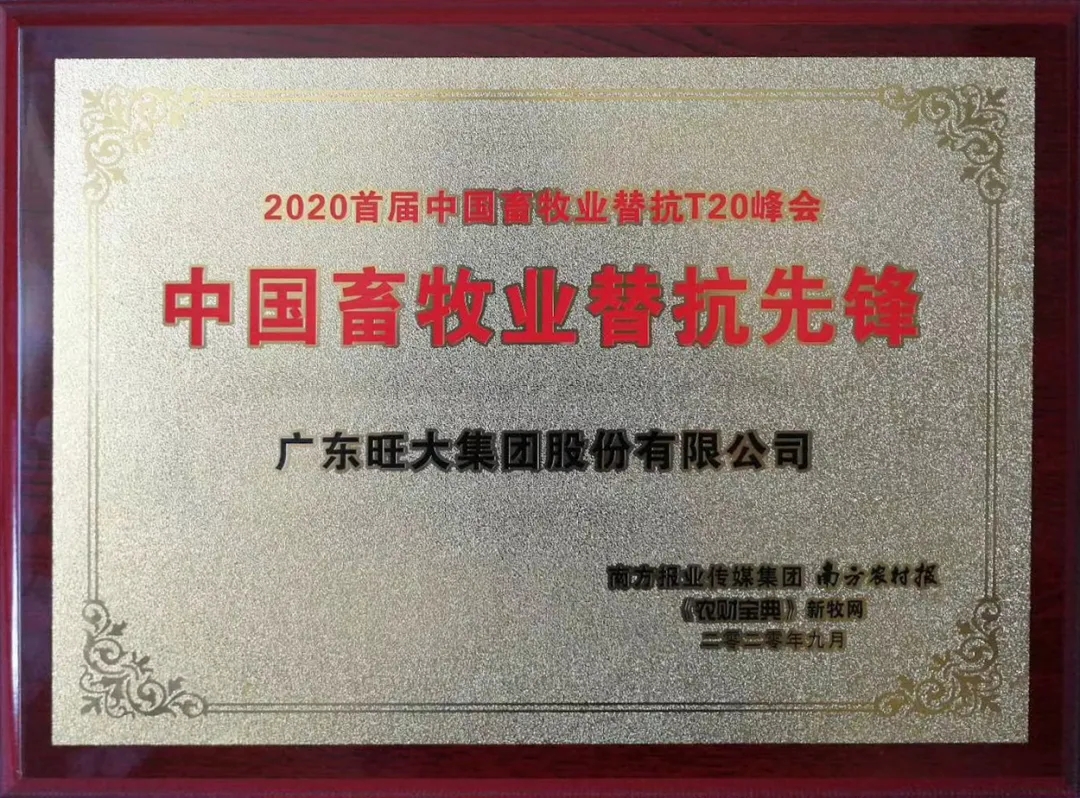 2020首届中国畜牧业替抗T20峰会
中国畜牧业替抗先锋
广东旺大集团股份有限公司
南方报业传媒集团 南方农村报
《农财宝典》新牧网
二零二零年九月